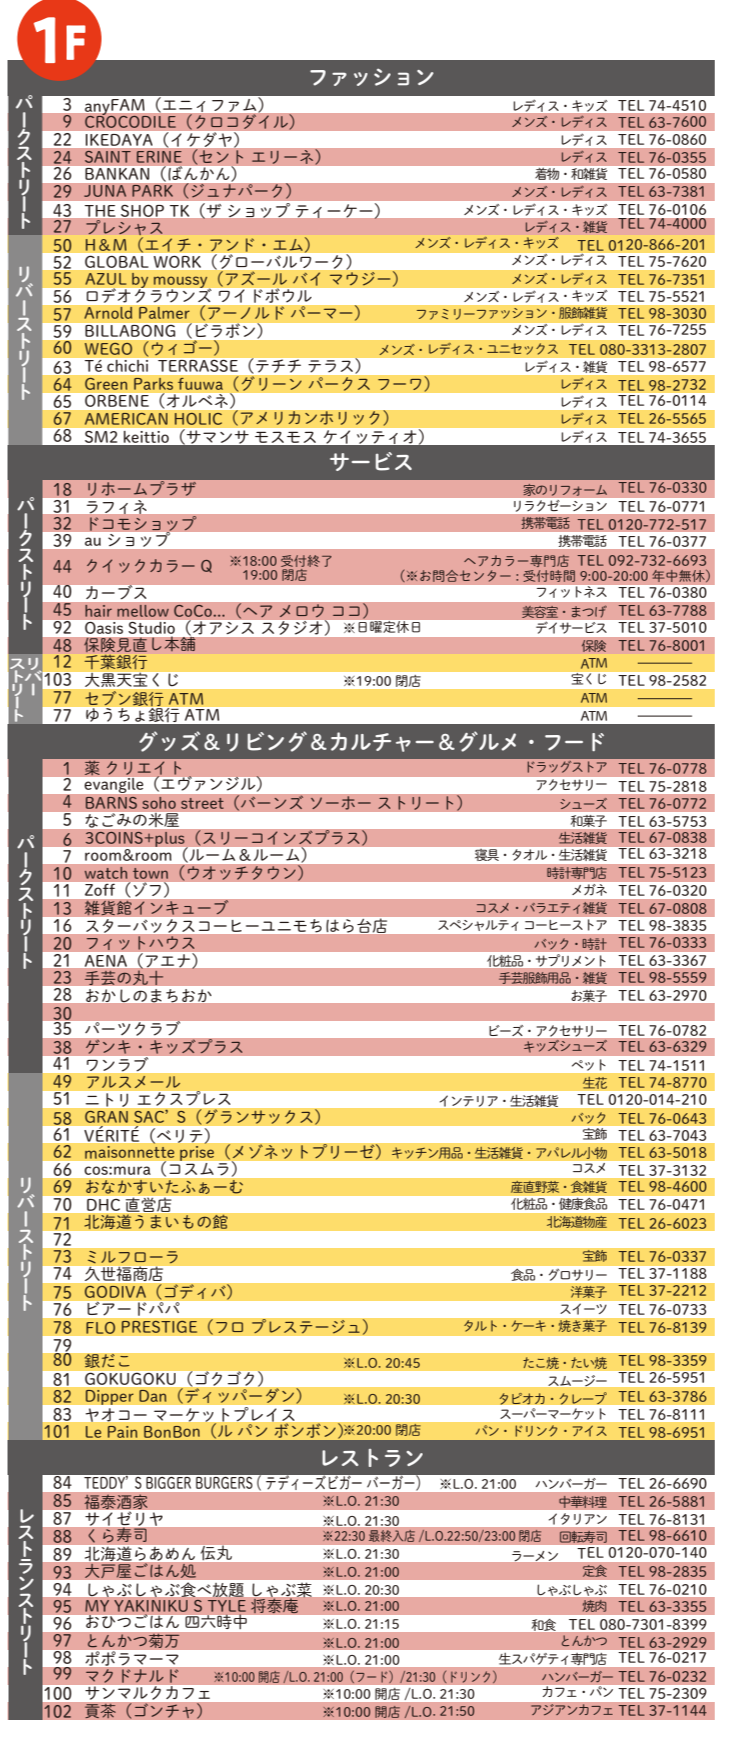 1F
ファッション
パークストリート
3 anyFAM（エニィファム） レディス・キッズ TEL 74-4510
9 CROCODILE（クロコダイル） メンズ・レディス TEL 63-7600
22 IKEDAYA（イケダヤ） レディス TEL 76-0860
24 SAINT ERINE（セント エリーネ） レディス TEL 76-0355
26 BANKAN（ばんかん） 着物・和雑貨 TEL 76-0580
29 JUNA PARK（ジュナパーク） メンズ・レディス TEL 63-7381
43 THE SHOP TK（ザ ショップ ティーケー） メンズ・レディス・キッズ TEL 76-0106
27 プレシャス レディス・雑貨 TEL 74-4000
リバーストリート
50 H&M（エイチ・アンド・エム） メンズ・レディス・キッズ TEL 0120-866-201
52 GLOBAL WORK（グローバルワーク） メンズ・レディス TEL 75-7620
55 AZUL by moussy（アズール バイ マウジー） メンズ・レディス TEL 76-7351
56 ロデオクラウンズ ワイドボウル メンズ・レディス・キッズ TEL 75-5521
57 Arnold Palmer（アーノルド パーマー） ファミリーファッション・服飾雑貨 TEL 98-3030
59 BILLABONG（ビラボン） メンズ・レディス TEL 76-7255
60 WEGO（ウィゴー） メンズ・レディス・ユニセックス TEL 080-3313-2807
63 Té chichi TERRASSE（テチチ テラス） レディス・雑貨 TEL 98-6577
64 Green Parks fuuwa（グリーン パークス フーワ） レディス TEL 98-2732
65 ORBENE（オルベネ） レディス TEL 76-0114
67 AMERICAN HOLIC（アメリカンホリック） レディス TEL 26-5565
68 SM2 keittio（サマンサ モスモス ケイッティオ） レディス TEL 74-3655
サービス
パークストリート
18 リホームプラザ 家のリフォーム TEL 76-0330
31 ラフィネ リラクゼーション TEL 76-0771
32 ドコモショップ 携帯電話 TEL 0120-772-517
39 au ショップ 携帯電話 TEL 76-0377
44 クイックカラー Q ※18:00 受付終了 ヘアカラー専門店 TEL 092-732-6693
19:00 閉店 （※お問合センター：受付時間 9:00-20:00 年中無休）
40 カーブス フィットネス TEL 76-0380
45 hair mellow CoCo...（ヘア メロウ ココ） 美容室・まつげ TEL 63-7788
92 Oasis Studio（オアシス スタジオ） ※日曜定休日 デイサービス TEL 37-5010
48 保険見直し本舗 保険 TEL 76-8001
リバーストリート
12 千葉銀行 ATM ―――
103 大黒天宝くじ ※19:00 閉店 宝くじ TEL 98-2582
77 セブン銀行 ATM ATM ―――
77 ゆうちょ銀行 ATM ATM ―――
グッズ＆リビング＆カルチャー＆グルメ・フード
パークストリート
1 薬 クリエイト ドラッグストア TEL 76-0778
2 evangile（エヴァンジル） アクセサリー TEL 75-2818
4 BARNS soho street（バーンズ ソーホー ストリート） シューズ TEL 76-0772
5 なごみの米屋 和菓子 TEL 63-5753
6 3COINS+plus（スリーコインズプラス） 生活雑貨 TEL 67-0838
7 room&room（ルーム＆ルーム） 寝具・タオル・生活雑貨 TEL 63-3218
10 watch town（ウオッチタウン） 時計専門店 TEL 75-5123
11 Zoff（ゾフ） メガネ TEL 76-0320
13 雑貨館インキューブ コスメ・バラエティ雑貨 TEL 67-0808
16 スターバックスコーヒーユニモちはら台店 スペシャルティ コーヒーストア TEL 98-3835
20 フィットハウス バック・時計 TEL 76-0333
21 AENA（アエナ） 化粧品・サプリメント TEL 63-3367
23 手芸の丸十 手芸服飾用品・雑貨 TEL 98-5559
28 おかしのまちおか お菓子 TEL 63-2970
30
35 パーツクラブ ビーズ・アクセサリー TEL 76-0782
38 ゲンキ・キッズプラス キッズシューズ TEL 63-6329
41 ワンラブ ペット TEL 74-1511
リバーストリート
49 アルスメール 生花 TEL 74-8770
51 ニトリ エクスプレス インテリア・生活雑貨 TEL 0120-014-210
58 GRAN SAC’S（グランサックス） バック TEL 76-0643
61 VÉRITÉ（ベリテ） 宝飾 TEL 63-7043
62 maisonnette prise（メゾネットプリーゼ） キッチン用品・生活雑貨・アパレル小物 TEL 63-5018
66 cos:mura（コスムラ） コスメ TEL 37-3132
69 おなかすいたふぁーむ 産直野菜・食雑貨 TEL 98-4600
70 DHC 直営店 化粧品・健康食品 TEL 76-0471
71 北海道うまいもの館 北海道物産 TEL 26-6023
72
73 ミルフローラ 宝飾 TEL 76-0337
74 久世福商店 食品・グロサリー TEL 37-1188
75 GODIVA（ゴディバ） 洋菓子 TEL 37-2212
76 ビアードパパ スイーツ TEL 76-0733
78 FLO PRESTIGE（フロ プレステージュ） タルト・ケーキ・焼き菓子 TEL 76-8139
79
80 銀だこ ※L.O. 20:45 たこ焼・たい焼 TEL 98-3359
81 GOKUGOKU（ゴクゴク） スムージー TEL 26-5951
82 Dipper Dan（ディッパーダン） ※L.O. 20:30 タピオカ・クレープ TEL 63-3786
83 ヤオコー マーケットプレイス スーパーマーケット TEL 76-8111
101 Le Pain BonBon（ル パン ボンボン）※20:00 閉店 パン・ドリンク・アイス TEL 98-6951
レストラン
レストランストリート
84 TEDDY’S BIGGER BURGERS（テディーズビガー バーガー） ※L.O. 21:00 ハンバーガー TEL 26-6690
85 福泰酒家 ※L.O. 21:30 中華料理 TEL 26-5881
87 サイゼリヤ ※L.O. 21:30 イタリアン TEL 76-8131
88 くら寿司 ※22:30 最終入店 /L.O.22:50/23:00 閉店 回転寿司 TEL 98-6610
89 北海道らあめん 伝丸 ※L.O. 21:30 ラーメン TEL 0120-070-140
93 大戸屋ごはん処 ※L.O. 21:00 定食 TEL 98-2835
94 しゃぶしゃぶ食べ放題 しゃぶ菜 ※L.O. 20:30 しゃぶしゃぶ TEL 76-0210
95 MY YAKINIKU S TYLE 将泰庵 ※L.O. 21:00 焼肉 TEL 63-3355
96 おひつごはん 四六時中 ※L.O. 21:15 和食 TEL 080-7301-8399
97 とんかつ菊万 ※L.O. 21:00 とんかつ TEL 63-2929
98 ポポラマーマ ※L.O. 21:00 生スパゲティ専門店 TEL 76-0217
99 マクドナルド ※10:00 開店 /L.O. 21:00（フード）/21:30（ドリンク） ハンバーガー TEL 76-0232
100 サンマルクカフェ ※10:00 開店 /L.O. 21:30 カフェ・パン TEL 75-2309
102 貢茶（ゴンチャ） ※10:00 開店 /L.O. 21:50 アジアンカフェ TEL 37-1144